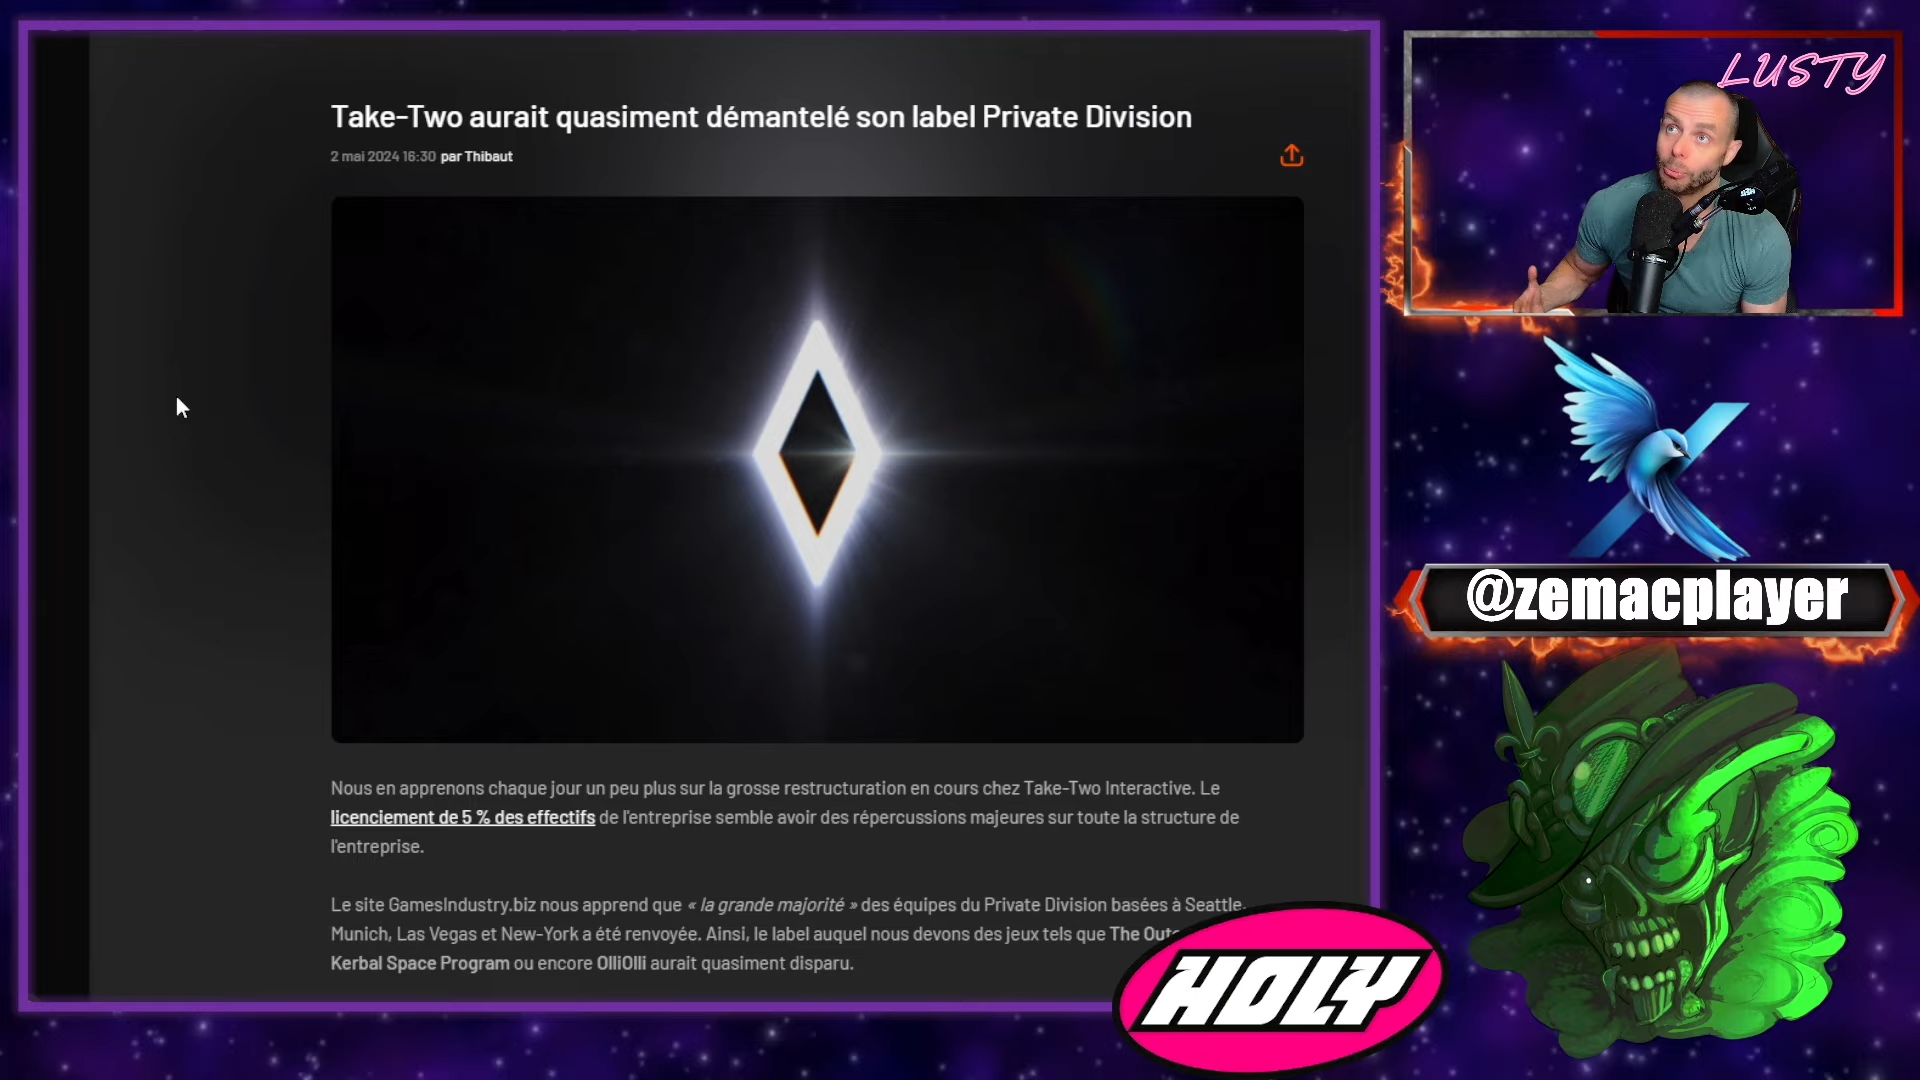 Take-Two aurait quasiment démantelé son label Private Division
2 mai 2024 16:30 par Thibaut
Nous en apprenons chaque jour un peu plus sur la grosse restructuration en cours chez Take-Two Interactive. Le
licenciement de 5 % des effectifs de l'entreprise semble avoir des répercussions majeures sur toute la structure de
l'entreprise.
Le site GamesIndustry.biz nous apprend que « la grande majorité » des équipes du Private Division basées à Seattle,
Munich, Las Vegas et New-York a été renvoyée. Ainsi, le label auquel nous devons des jeux tels que The
Kerbal Space Program ou encore OlliOlli aurait quasiment disparu.
LUSTY
@zemacplayer
HOLY